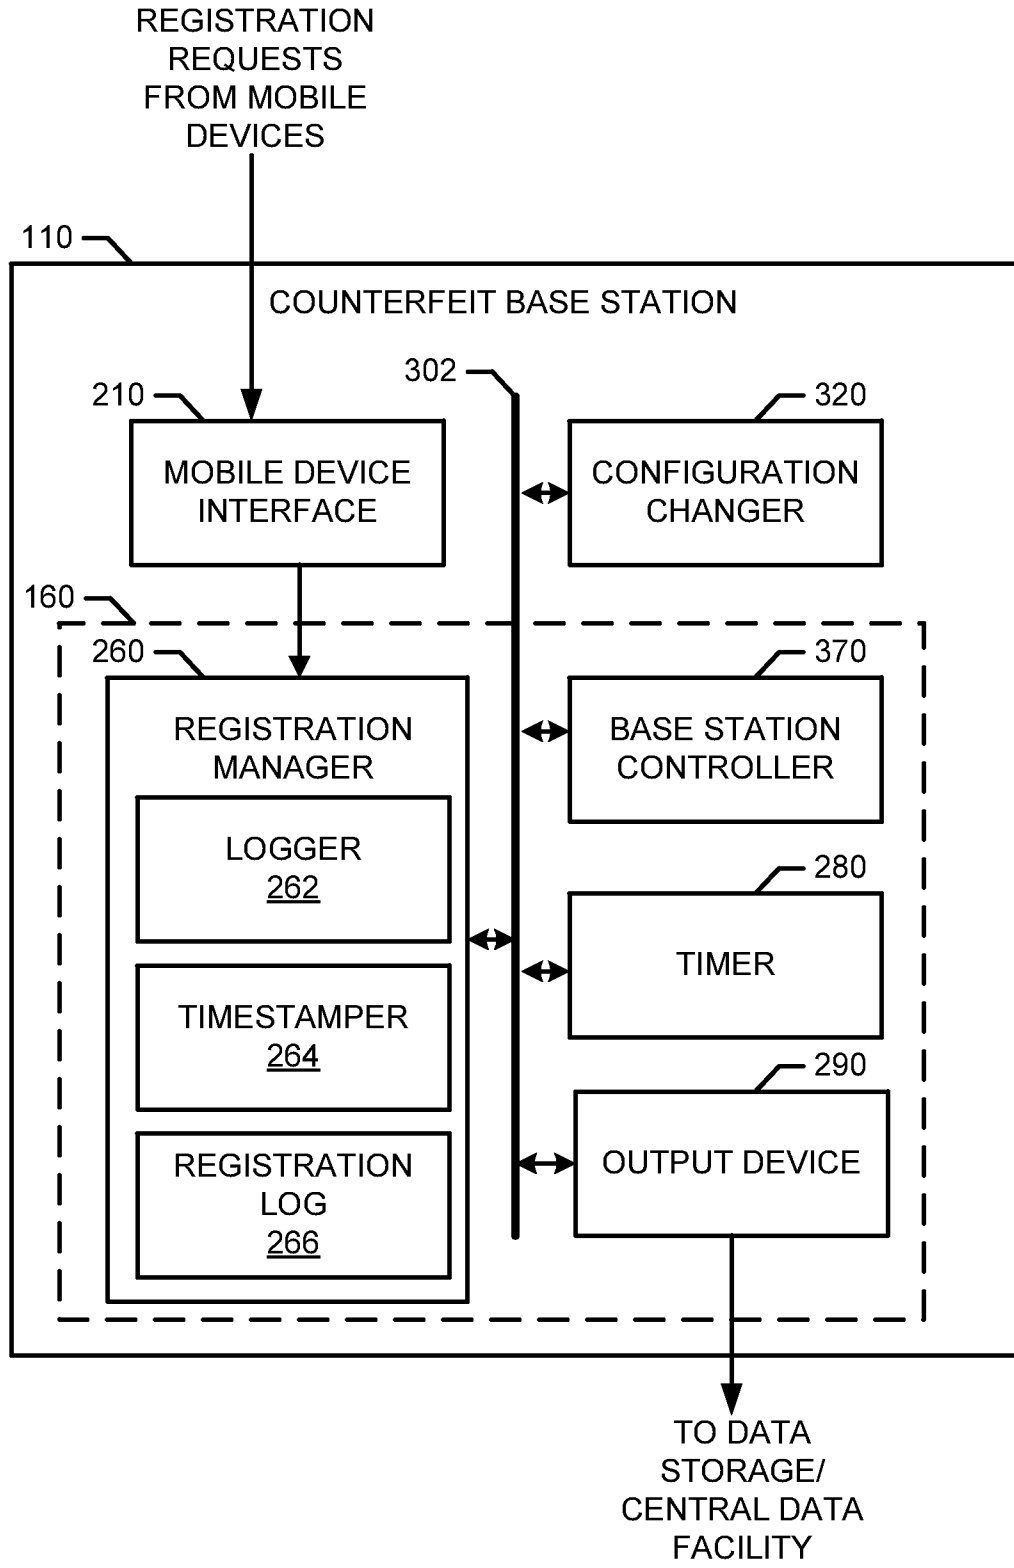 REGISTRATION
REQUESTS
FROM MOBILE
DEVICES
110
COUNTERFEIT BASE STATION
302
210
320
MOBILE DEVICE
INTERFACE
CONFIGURATION
CHANGER
160
260
370
REGISTRATION
MANAGER
BASE STATION
CONTROLLER
LOGGER
262
280
TIMER
TIMESTAMPER
264
290
REGISTRATION
LOG
266
OUTPUT DEVICE
TO DATA
STORAGE/
CENTRAL DATA
FACILITY